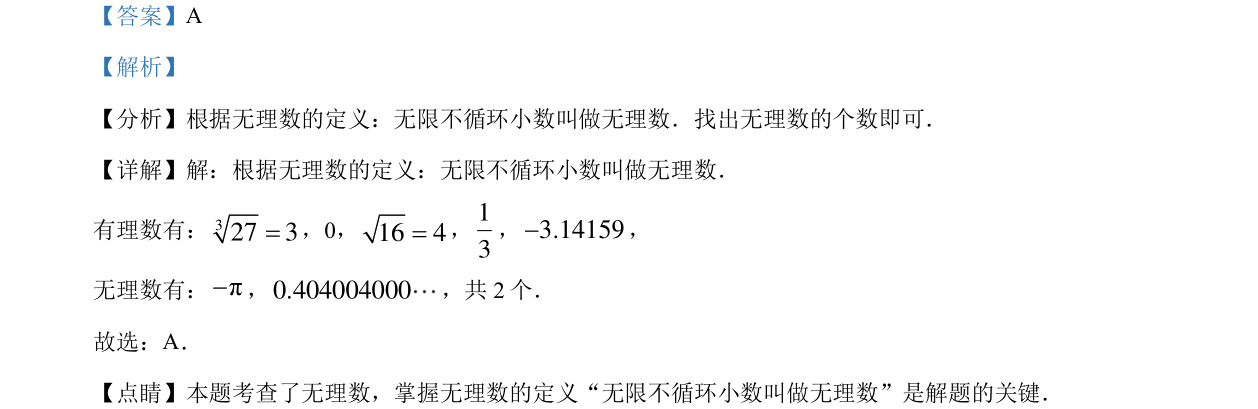 【答案】A
【解析】
【分析】根据无理数的定义：无限不循环小数叫做无理数．找出无理数的个数即可．
【详解】解：根据无理数的定义：无限不循环小数叫做无理数．
有理数有：∛27 = 3，0，√16 = 4，1/3，−3.14159，
无理数有：−π，0.404004000⋯，共 2 个．
故选：A．
【点睛】本题考查了无理数，掌握无理数的定义“无限不循环小数叫做无理数”是解题的关键．